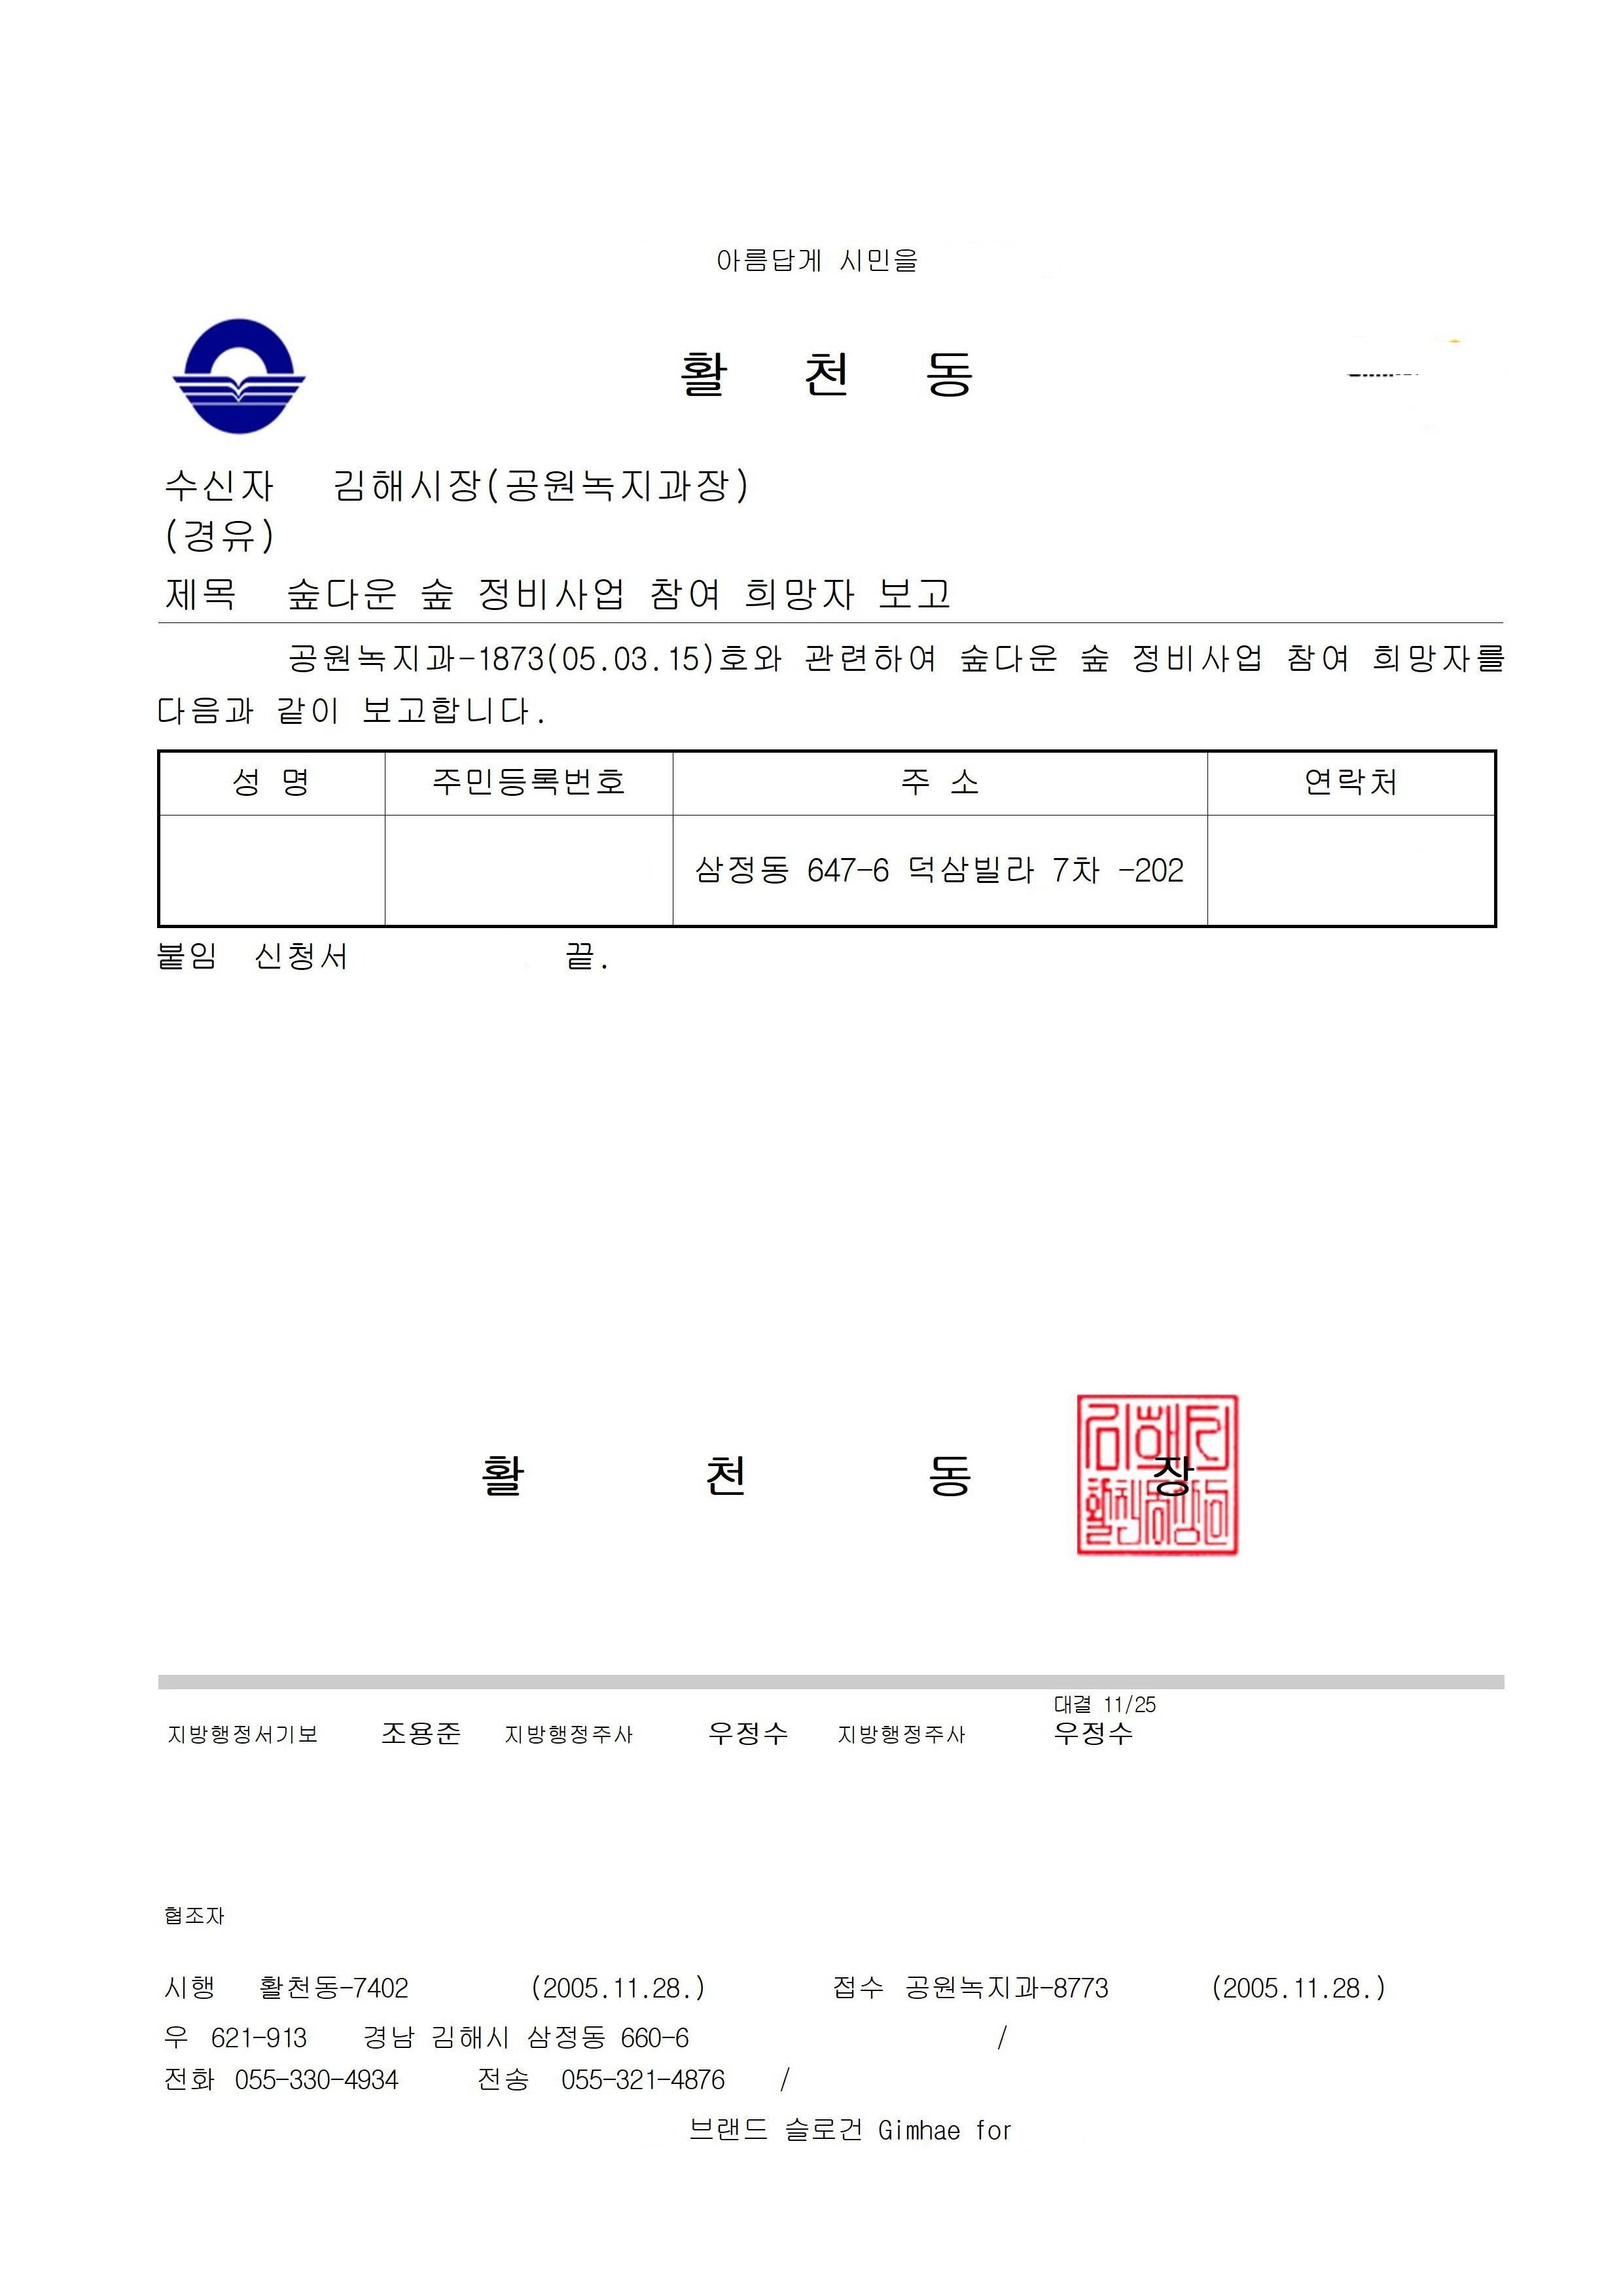 아름답게 시민을
활 천 동
수신자 김해시장(공원녹지과장)
(경유)
제목 숲다운 숲 정비사업 참여 희망자 보고
공원녹지과-1873(05.03.15)호와 관련하여 숲다운 숲 정비사업 참여 희망자를
다음과 같이 보고합니다.
성 명 주민등록번호 주 소 연락처
삼정동 647-6 덕삼빌라 7차 -202
붙임 신청서 끝.
활 천 동 장
대결 11/25
지방행정서기보 조용준 지방행정주사 우정수 지방행정주사 우정수
협조자
시행 활천동-7402 (2005.11.28.) 접수 공원녹지과-8773 (2005.11.28.)
우 621-913 경남 김해시 삼정동 660-6 /
전화 055-330-4934 전송 055-321-4876 /
브랜드 슬로건 Gimhae for